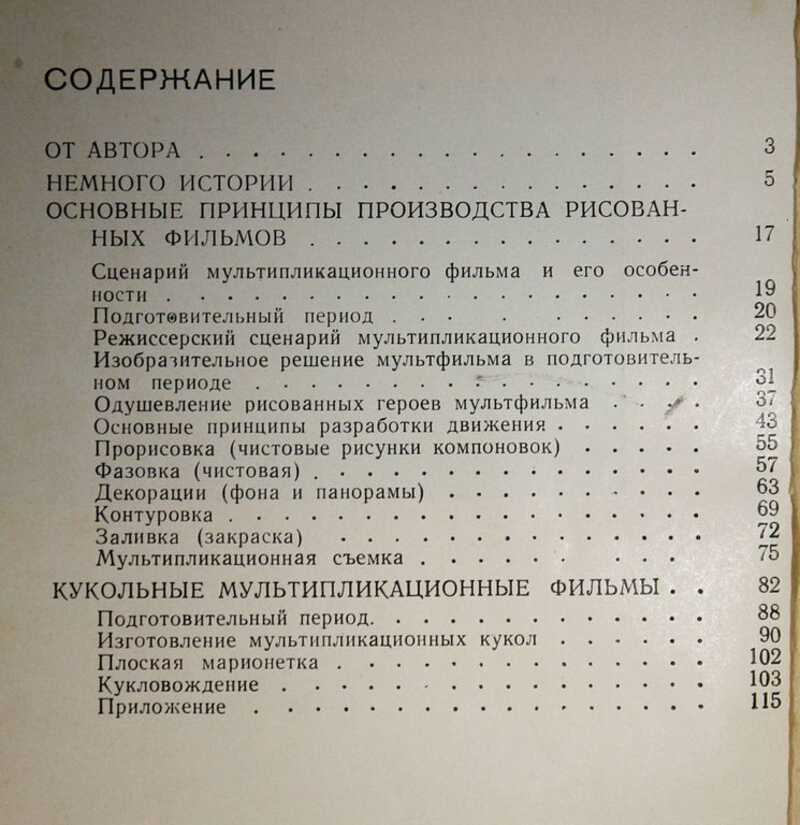 СОДЕРЖАНИЕ
ОТ АВТОРА . . . . . . . . . . . . . . . . . . . 3
НЕМНОГО ИСТОРИИ . . . . . . . . . . . . . . . 5
ОСНОВНЫЕ ПРИНЦИПЫ ПРОИЗВОДСТВА РИСОВАН-
НЫХ ФИЛЬМОВ . . . . . . . . . . . . . . . 17
Сценарий мультипликационного фильма и его особен-
ности . . . . . . . . . . . . . . . . . . . . 19
Подготовительный период . . . . . . . . . . . 20
Режиссерский сценарий мультипликационного фильма . 22
Изобразительное решение мультфильма в подготовитель-
ном периоде . . . . . . . . . . . . . . . . . 31
Одушевление рисованных героев мультфильма . . . . 37
Основные принципы разработки движения . . . . . . 43
Прорисовка (чистовые рисунки компоновок) . . . . . 55
Фазовка (чистовая) . . . . . . . . . . . . . . . 57
Декорации (фона и панорамы) . . . . . . . . . . 63
Контуровка . . . . . . . . . . . . . . . . . . 69
Заливка (закраска) . . . . . . . . . . . . . . 72
Мультипликационная съемка . . . . . . . . . 75
КУКОЛЬНЫЕ МУЛЬТИПЛИКАЦИОННЫЕ ФИЛЬМЫ . . 82
Подготовительный период. . . . . . . . . . . . . 88
Изготовление мультипликационных кукол . . . . . . 90
Плоская марионетка . . . . . . . . . . . . . . 102
Кукловождение . . . . . . . . . . . . . . . . 103
Приложение . . . . . . . . . . . . . . . . . 115